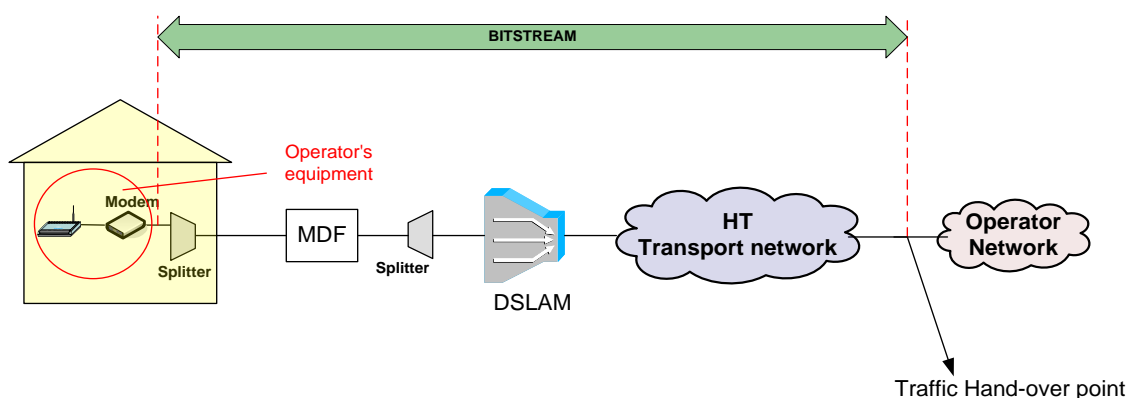 BITSTREAM
Operator's
equipment
Modem
Splitter
MDF
Splitter
DSLAM
HT
Transport network
Operator
Network
Traffic Hand-over point